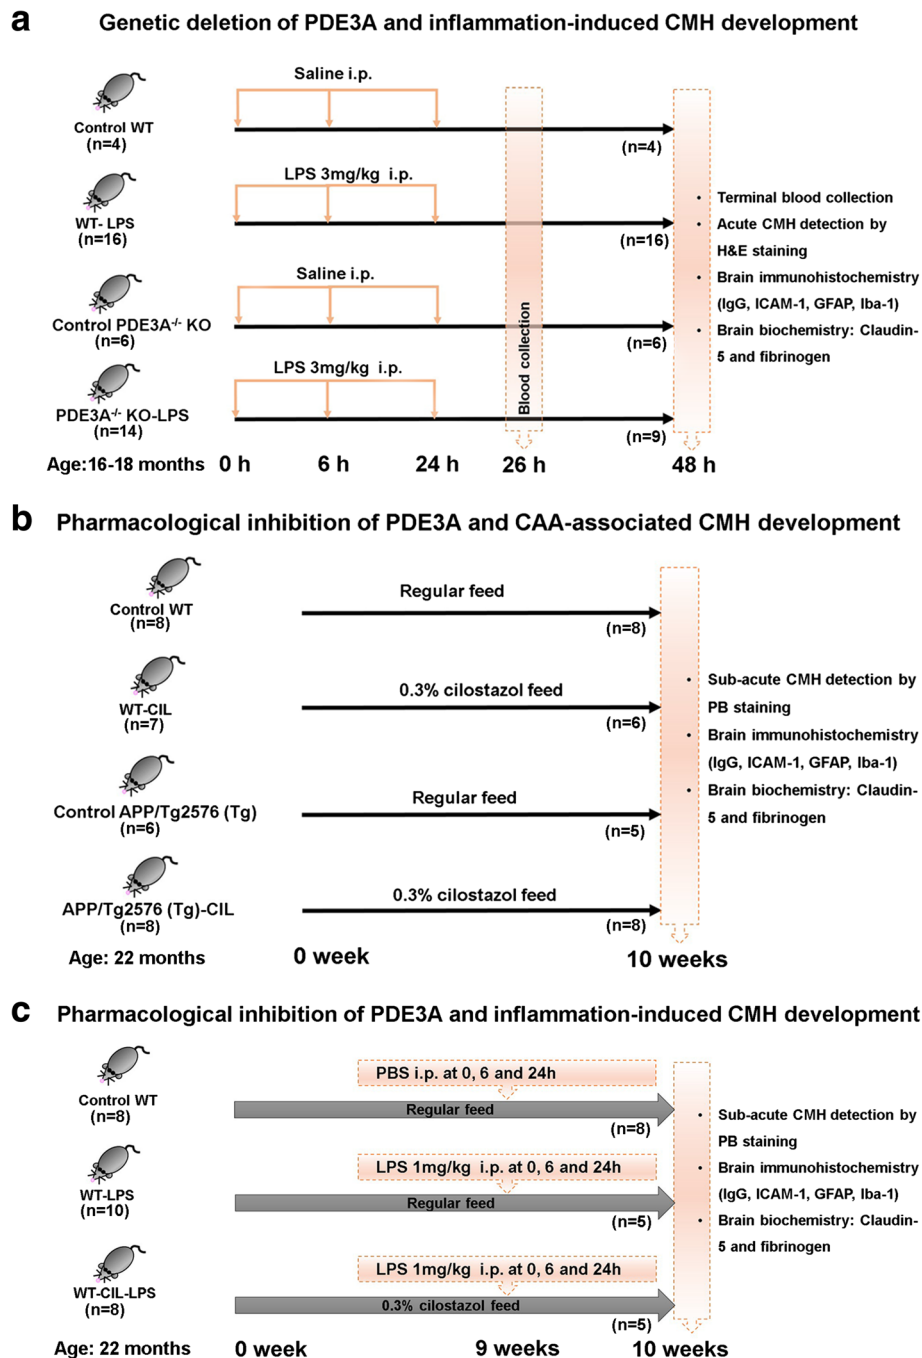 a Genetic deletion of PDE3A and inflammation-induced CMH development
Saline i.p.
Control WT
(n=4)
(n=4)
LPS 3mg/kg i.p.
WT- LPS
(n=16)
(n=16)
Saline i.p.
Control PDE3A-/- KO
(n=6)
(n=6)
LPS 3mg/kg i.p.
PDE3A-/- KO-LPS
(n=14)
(n=9)
Blood collection
• Terminal blood collection
• Acute CMH detection by
H&E staining
• Brain immunohistochemistry
(IgG, ICAM-1, GFAP, Iba-1)
• Brain biochemistry: Claudin-
5 and fibrinogen
Age:16-18 months 0 h 6 h 24 h 26 h 48 h
b Pharmacological inhibition of PDE3A and CAA-associated CMH development
Regular feed
Control WT
(n=8)
(n=8)
0.3% cilostazol feed
WT-CIL
(n=7)
(n=6)
Regular feed
Control APP/Tg2576 (Tg)
(n=6)
(n=5)
0.3% cilostazol feed
APP/Tg2576 (Tg)-CIL
(n=8)
(n=8)
• Sub-acute CMH detection by
PB staining
• Brain immunohistochemistry
(IgG, ICAM-1, GFAP, Iba-1)
• Brain biochemistry: Claudin-
5 and fibrinogen
Age: 22 months 0 week 10 weeks
c Pharmacological inhibition of PDE3A and inflammation-induced CMH development
PBS i.p. at 0, 6 and 24h
Control WT
(n=8)
Regular feed
(n=8)
LPS 1mg/kg i.p. at 0, 6 and 24h
WT-LPS
(n=10)
Regular feed
(n=5)
LPS 1mg/kg i.p. at 0, 6 and 24h
WT-CIL-LPS
(n=8)
0.3% cilostazol feed
(n=5)
• Sub-acute CMH detection by
PB staining
• Brain immunohistochemistry
(IgG, ICAM-1, GFAP, Iba-1)
• Brain biochemistry: Claudin-
5 and fibrinogen
Age: 22 months 0 week 9 weeks 10 weeks